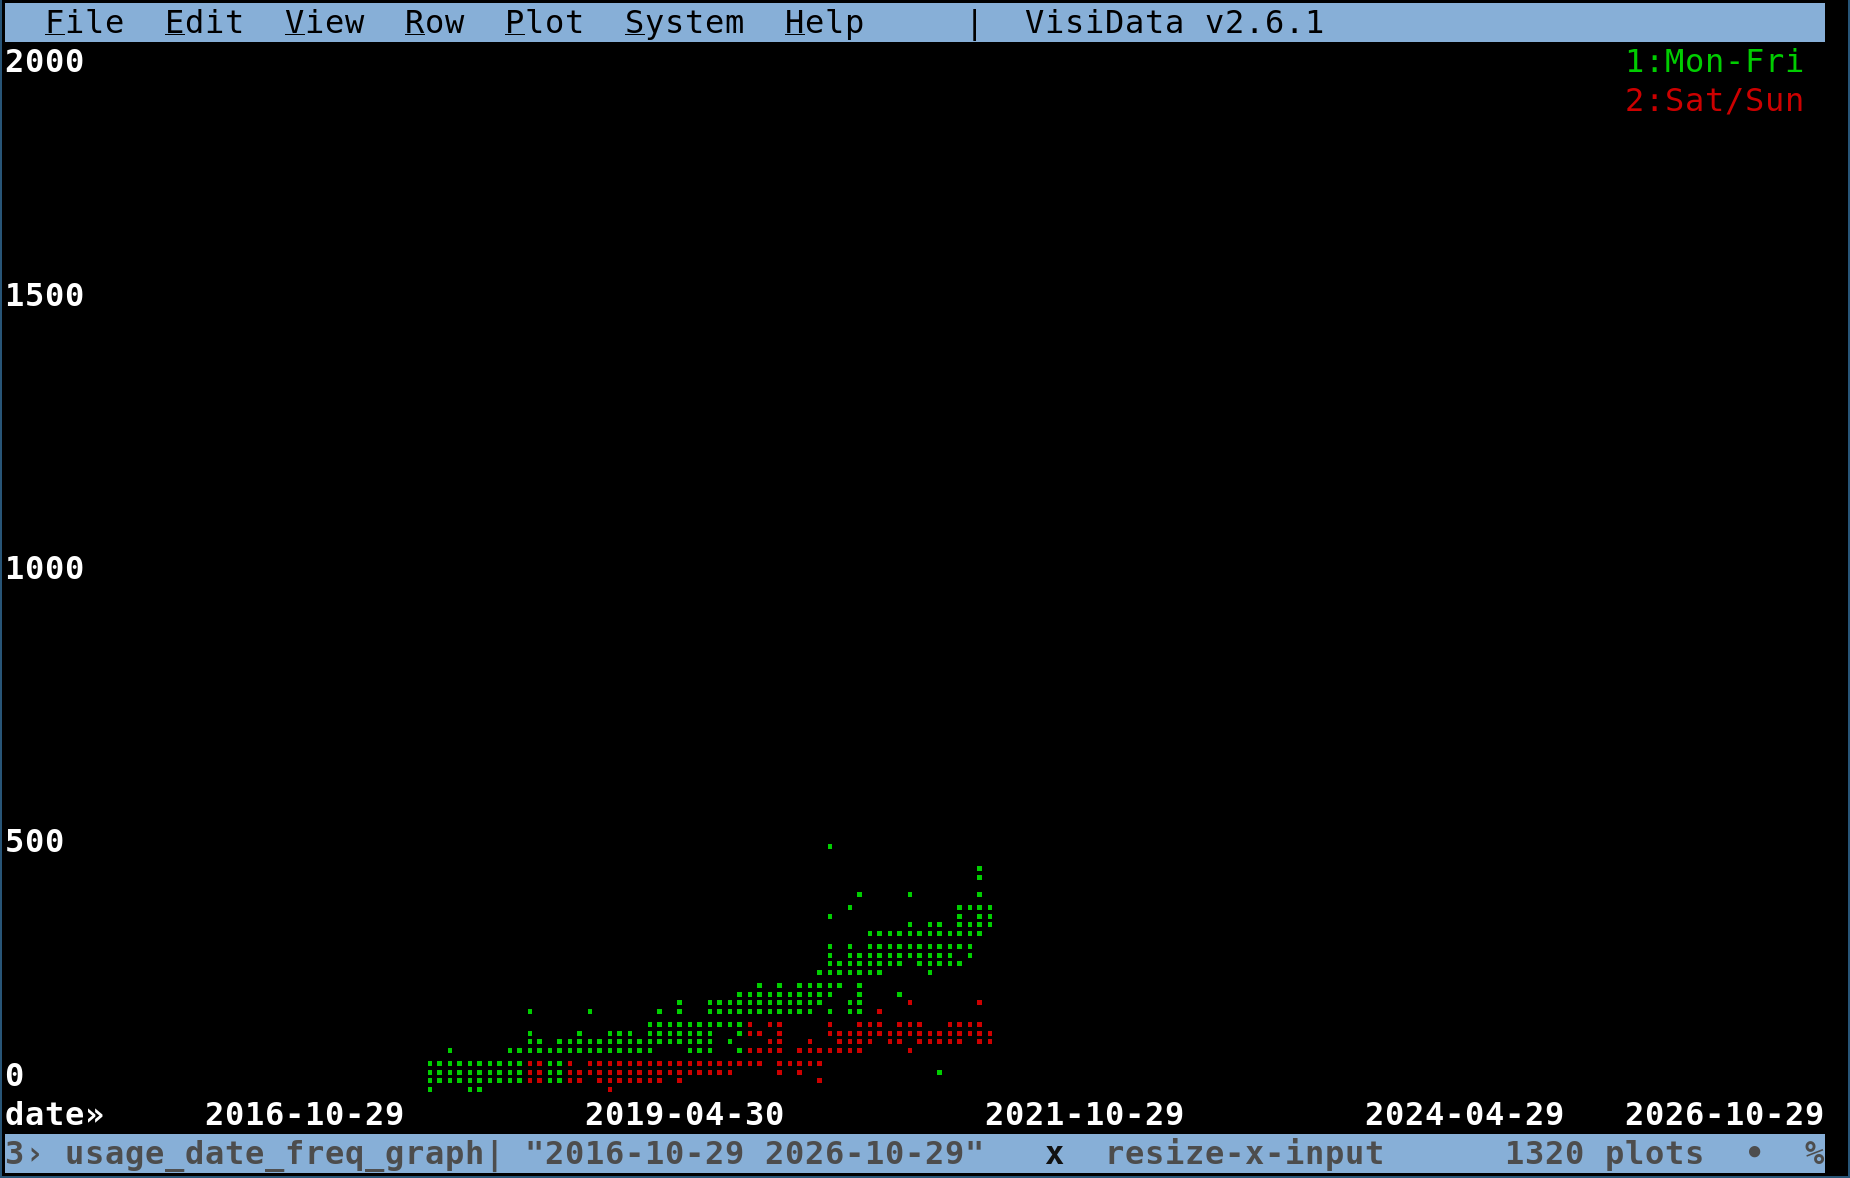 File Edit View Row Plot System Help | VisiData v2.6.1
2000 1:Mon-Fri
2:Sat/Sun
1500
1000
500
0
date» 2016-10-29 2019-04-30 2021-10-29 2024-04-29 2026-10-29
3› usage_date_freq_graph| "2016-10-29 2026-10-29" x resize-x-input 1320 plots • %